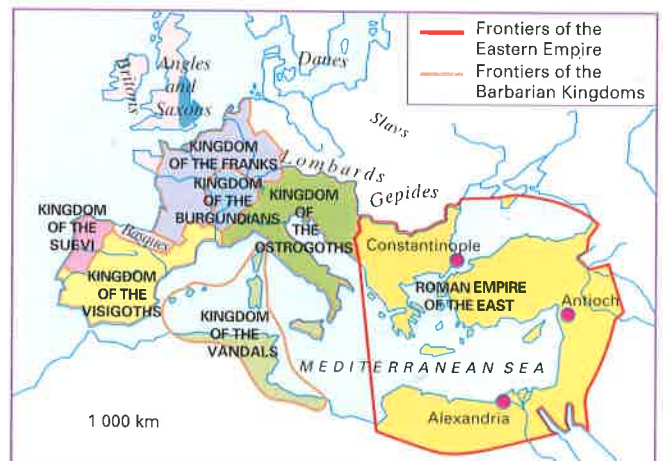 Frontiers of the
Eastern Empire
Frontiers of the
Barbarian Kingdoms
Britons
Angles
and
Saxons
Danes
Slavs
KINGDOM
OF THE FRANKS
Lombards
Gepides
KINGDOM
OF THE
BURGUNDIANS
KINGDOM
OF
THE
OSTROGOTHS
KINGDOM
OF THE
SUEVI
Basques
KINGDOM
OF THE
VISIGOTHS
KINGDOM
OF THE
VANDALS
Constantinople
ROMAN EMPIRE
OF THE EAST
Antioch
MEDITERRANEAN SEA
Alexandria
1 000 km